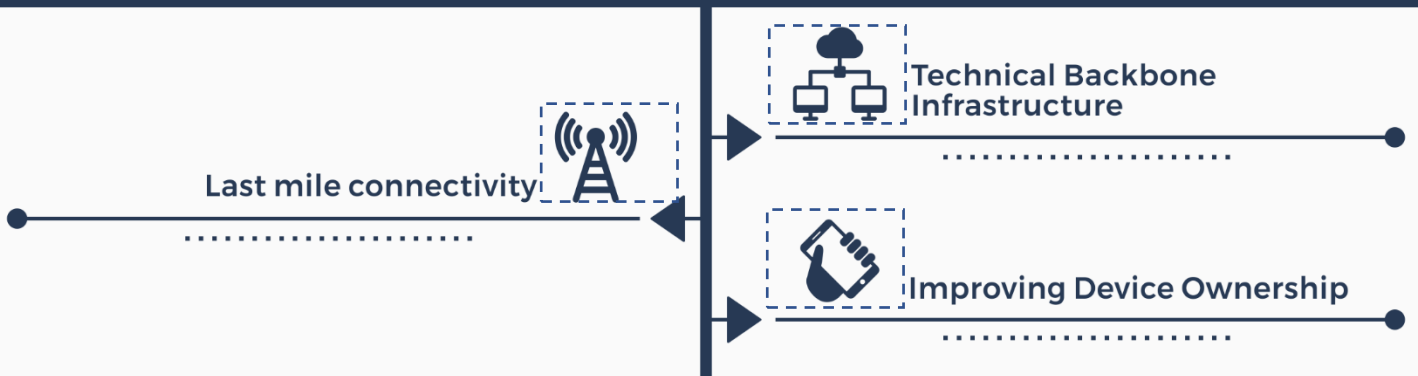 Technical Backbone
Infrastructure
Last mile connectivity
Improving Device Ownership